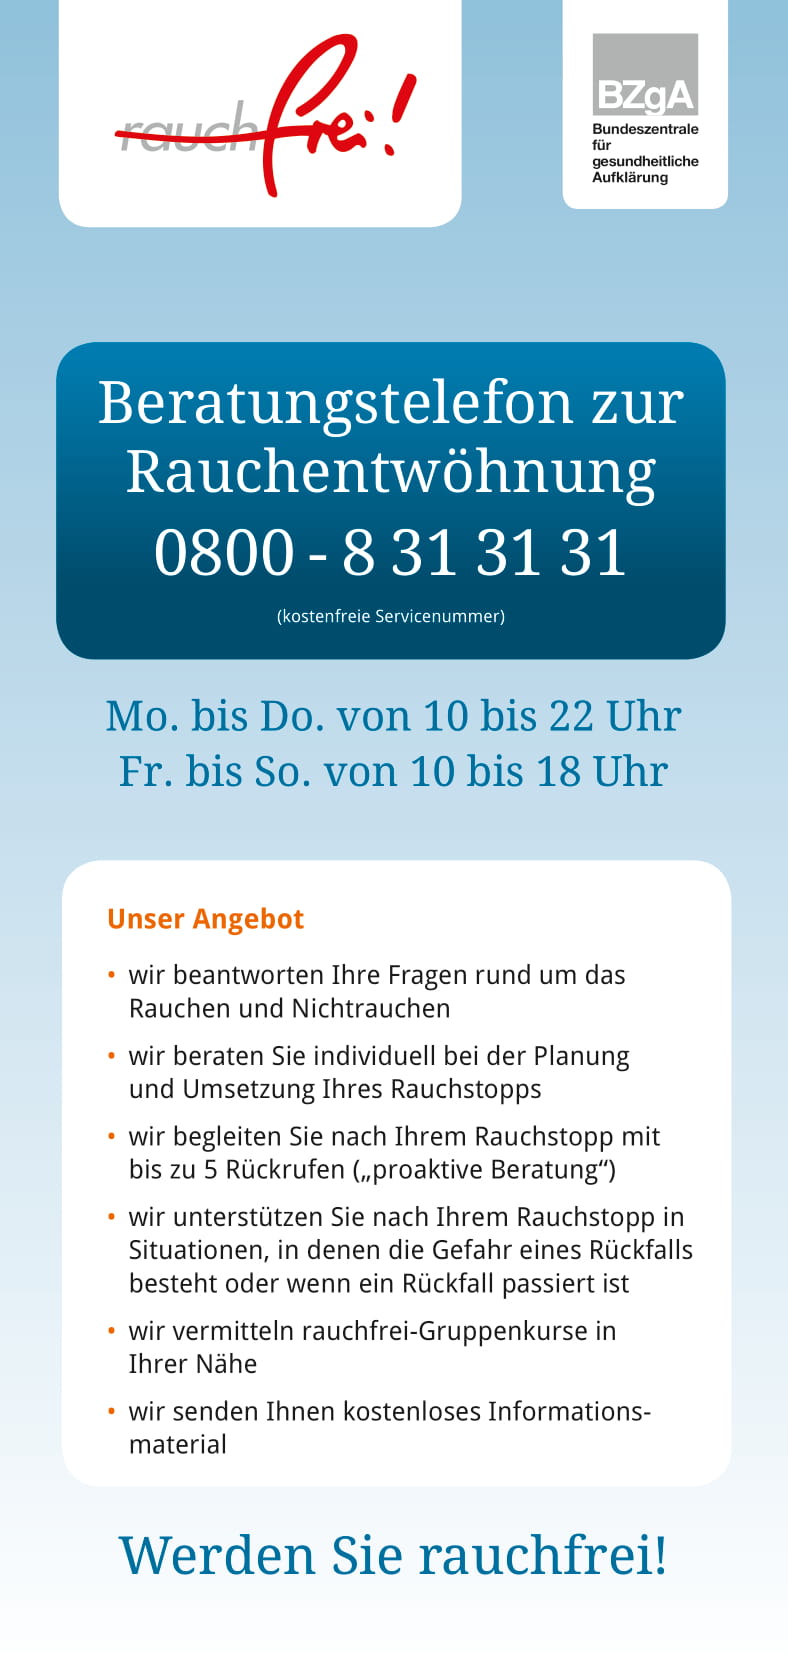 rauchfrei!
BZgA
Bundeszentrale
für
gesundheitliche
Aufklärung
Beratungstelefon zur
Rauchentwöhnung
0800 - 8 31 31 31
(kostenfreie Servicenummer)
Mo. bis Do. von 10 bis 22 Uhr
Fr. bis So. von 10 bis 18 Uhr
Unser Angebot
• wir beantworten Ihre Fragen rund um das
Rauchen und Nichtrauchen
• wir beraten Sie individuell bei der Planung
und Umsetzung Ihres Rauchstopps
• wir begleiten Sie nach Ihrem Rauchstopp mit
bis zu 5 Rückrufen („proaktive Beratung“)
• wir unterstützen Sie nach Ihrem Rauchstopp in
Situationen, in denen die Gefahr eines Rückfalls
besteht oder wenn ein Rückfall passiert ist
• wir vermitteln rauchfrei-Gruppenkurse in
Ihrer Nähe
• wir senden Ihnen kostenloses Informations-
material
Werden Sie rauchfrei!